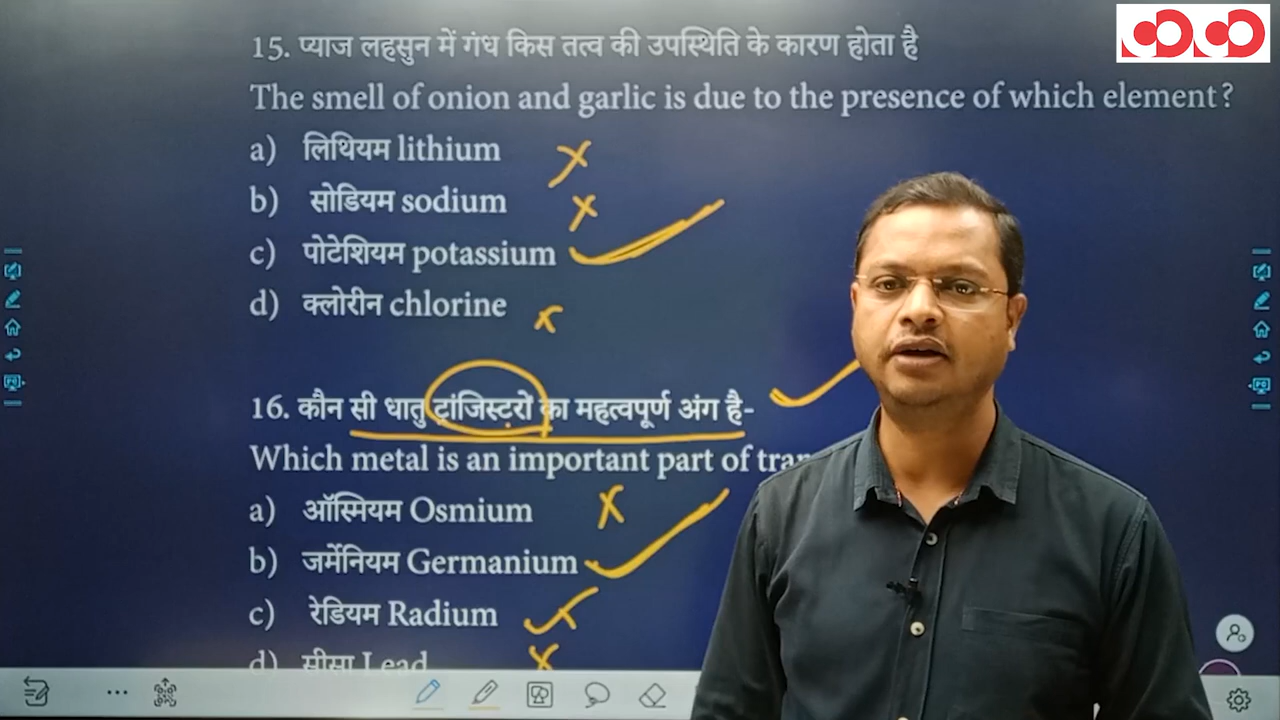 15. प्याज लहसुन में गंध किस तत्व की उपस्थिति के कारण होता है
The smell of onion and garlic is due to the presence of which element?
a) लिथियम lithium
b) सोडियम sodium
c) पोटेशियम potassium
d) क्लोरीन chlorine
16. कौन सी धातु टांजिस्टरों का महत्वपूर्ण अंग है-
Which metal is an important part of
a) ऑस्मियम Osmium
b) जर्मेनियम Germanium
c) रेडियम Radium
d) सीसा Lead